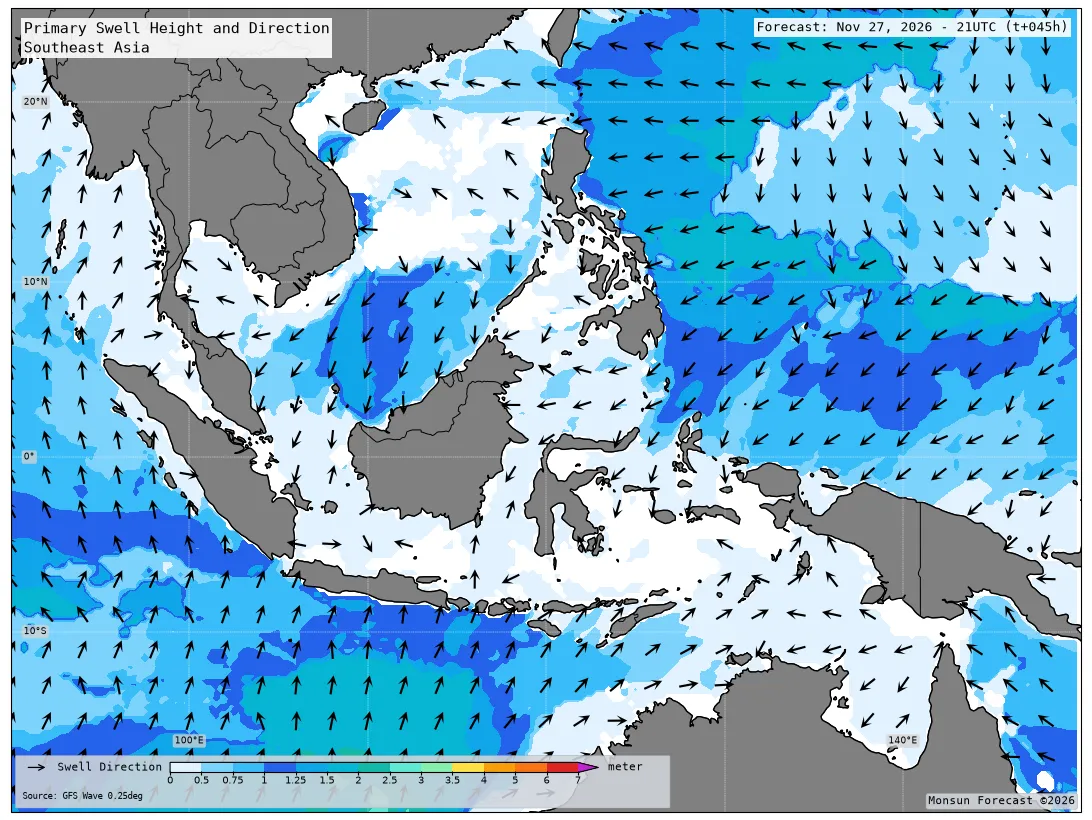 Primary Swell Height and Direction
Southeast Asia
Forecast: Nov 27, 2026 - 21UTC (t+045h)
20°N
10°N
0°
10°S
100°E
140°E
Swell Direction
meter
0 0.5 0.75 1 1.25 1.5 2 2.5 3 3.5 4 5 6 7
Source: GFS Wave 0.25deg
Monsun Forecast ©2026